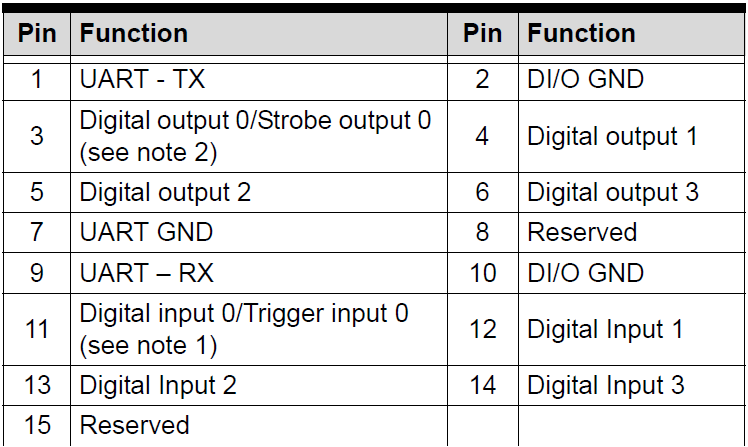 Pin Function Pin Function
1 UART - TX 2 DI/O GND
3 Digital output 0/Strobe output 0
(see note 2) 4 Digital output 1
5 Digital output 2 6 Digital output 3
7 UART GND 8 Reserved
9 UART – RX 10 DI/O GND
11 Digital input 0/Trigger input 0
(see note 1) 12 Digital Input 1
13 Digital Input 2 14 Digital Input 3
15 Reserved